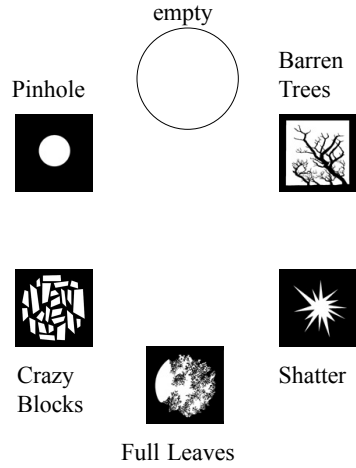 empty
Pinhole
Barren
Trees
Crazy
Blocks
Shatter
Full Leaves